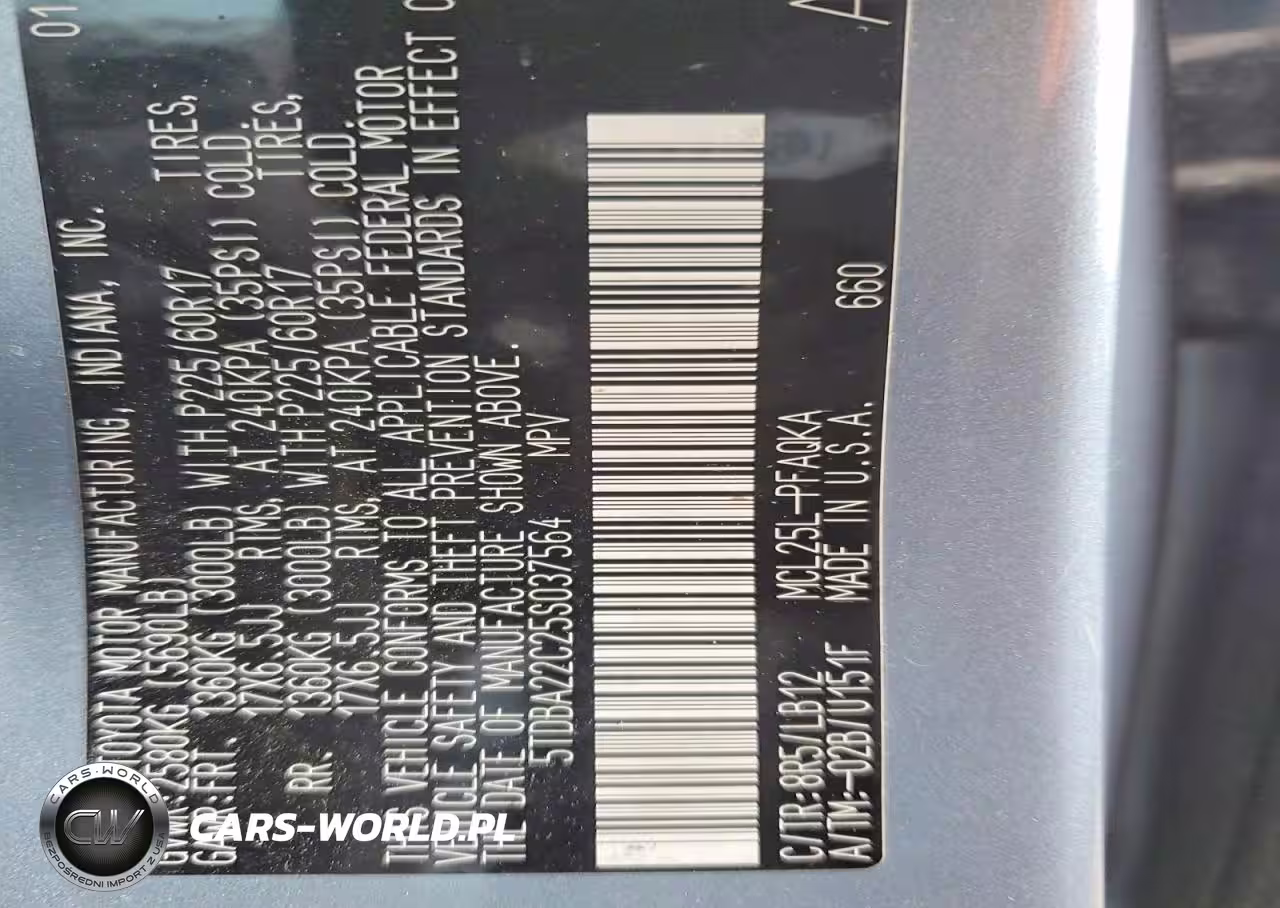 TOYOTA MOTOR MANUFACTURING, INDIANA, INC. 01
GVWR:2580KG (5690LB)
GAWR:FRT. 1360KG (3000LB) WITH P225/60R17 TIRES,
17X6.5JJ RIMS, AT 240KPA (35PSI) COLD.
RR. 1360KG (3000LB) WITH P225/60R17 TIRES,
17X6.5JJ RIMS, AT 240KPA (35PSI) COLD.
THIS VEHICLE CONFORMS TO ALL APPLICABLE FEDERAL MOTOR
VEHICLE SAFETY AND THEFT PREVENTION STANDARDS IN EFFECT O
THE DATE OF MANUFACTURE SHOWN ABOVE.
5TDBA22C25S037564 MPV
C/TR:8R5/LB12 MCL25L-PFAQKA
A/TM:-02B/U151F MADE IN U.S.A. 660
CARS-WORLD
CW
BEZPOŚREDNI IMPORT Z USA
CARS-WORLD.PL